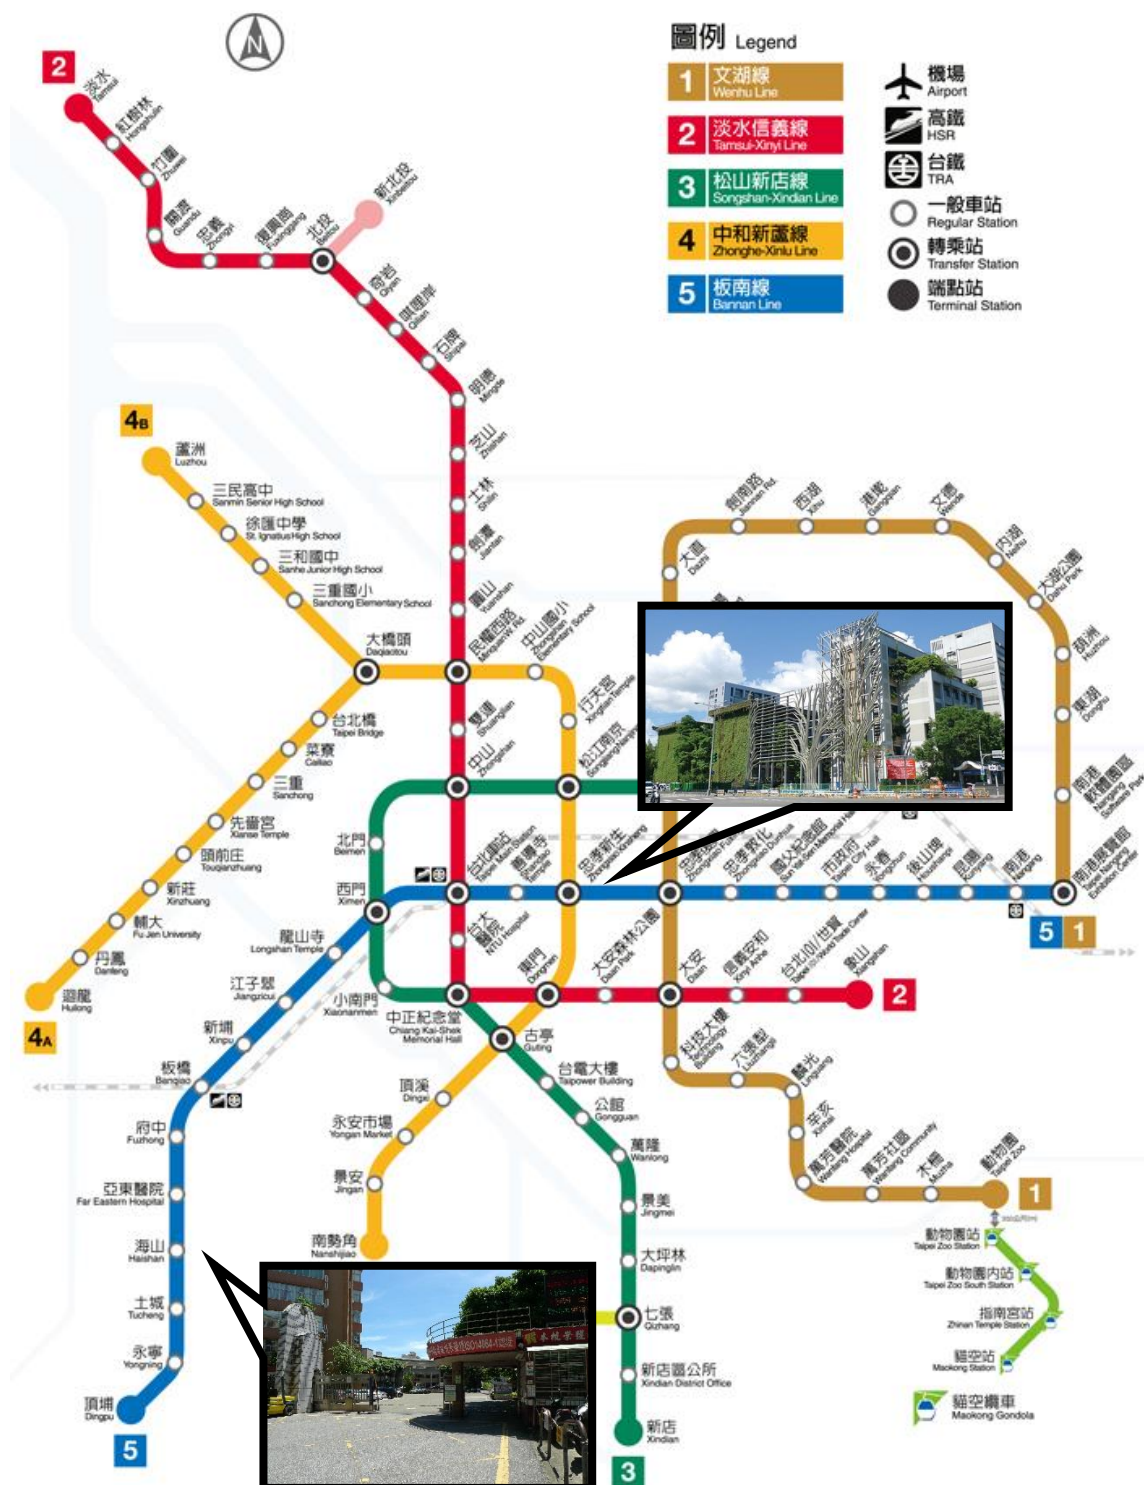 N
圖例 Legend
1 文湖線
Wenhu Line
2 淡水信義線
Tamsui-Xinyi Line
3 松山新店線
Songshan-Xindian Line
4 中和新蘆線
Zhonghe-Xinlu Line
5 板南線
Bannan Line
機場
Airport
高鐵
HSR
台鐵
TRA
一般車站
Regular Station
轉乘站
Transfer Station
端點站
Terminal Station
2
淡水
Tamsui
紅樹林
Hongshulin
竹圍
Zhuwei
關渡
Guandu
忠義
Zhongyi
復興崗
Fuxinggang
北投
Beitou
新北投
Xinbeitou
奇岩
Qiyan
唭哩岸
Qilian
石牌
Shipai
明德
Mingde
芝山
Zhishan
士林
Shilin
劍潭
Jiantan
圓山
Yuanshan
民權西路
Minquan W. Rd.
雙連
Shuanglian
中山
Zhongshan
台北車站
Taipei Main Station
台大
醫院
NTU Hospital
中正紀念堂
Chiang Kai-Shek
Memorial Hall
東門
Dongmen
大安森林公園
Daan Park
大安
Daan
信義安和
Xinyi Anhe
台北101/世貿
Taipei 101/World Trade Center
象山
Xiangshan
2
4B
蘆洲
Luzhou
三民高中
Sanmin Senior High School
徐匯中學
St. Ignatius High School
三和國中
Sanhe Junior High School
三重國小
Sanchong Elementary School
大橋頭
Daqiaotou
台北橋
Taipei Bridge
菜寮
Cailiao
三重
Sanchong
先嗇宮
Xianse Temple
頭前庄
Touqianzhuang
新莊
Xinzhuang
輔大
Fu Jen University
丹鳳
Danfeng
迴龍
Huilong
4A
中山國小
Zhongshan
Elementary School
行天宮
Xingtian Temple
松江南京
Songjiang Nanjing
忠孝新生
Zhongxiao Xinsheng
古亭
Guting
頂溪
Dingxi
永安市場
Yongan Market
景安
Jingan
南勢角
Nanshijiao
北門
Beimen
西門
Ximen
小南門
Xiaonanmen
台電大樓
Taipower Building
公館
Gongguan
萬隆
Wanlong
景美
Jingmei
大坪林
Dapinglin
七張
Qizhang
新店區公所
Xindian District Office
新店
Xindian
3
善導寺
Shandao
Temple
忠孝
Zhongxiao
忠孝敦化
Zhongxiao Dunhua
國父紀念館
Sun Yat-Sen Memorial Hall
市政府
Taipei City Hall
永春
Yongchun
後山埤
Houshanpi
昆陽
Kunyang
南港
Nangang
南港展覽館
Taipei Nangang
Exhibition Center
5 1
龍山寺
Longshan Temple
江子翠
Jiangzicui
新埔
Xinpu
板橋
Banqiao
府中
Fuzhong
亞東醫院
Far Eastern Hospital
海山
Haishan
土城
Tucheng
永寧
Yongning
頂埔
Dingpu
5
大直
Dazhi
劍南路
Jiannan Rd.
西湖
Xihu
港墘
Gangqian
文德
Wende
內湖
Neihu
大湖公園
Dahu Park
葫洲
Huzhou
東湖
Donghu
南港
軟體園區
Nangang
Software Park
科技大樓
Technology
Building
六張犁
Liuzhangli
麟光
Linguang
辛亥
Xinhai
萬芳醫院
Wanfang Hospital
萬芳社區
Wanfang Community
木柵
Muzha
動物園
Taipei Zoo
1
動物園站
Taipei Zoo Station
動物園內站
Taipei Zoo South Station
指南宮站
Zhinan Temple Station
貓空站
Maokong Station
貓空纜車
Maokong Gondola